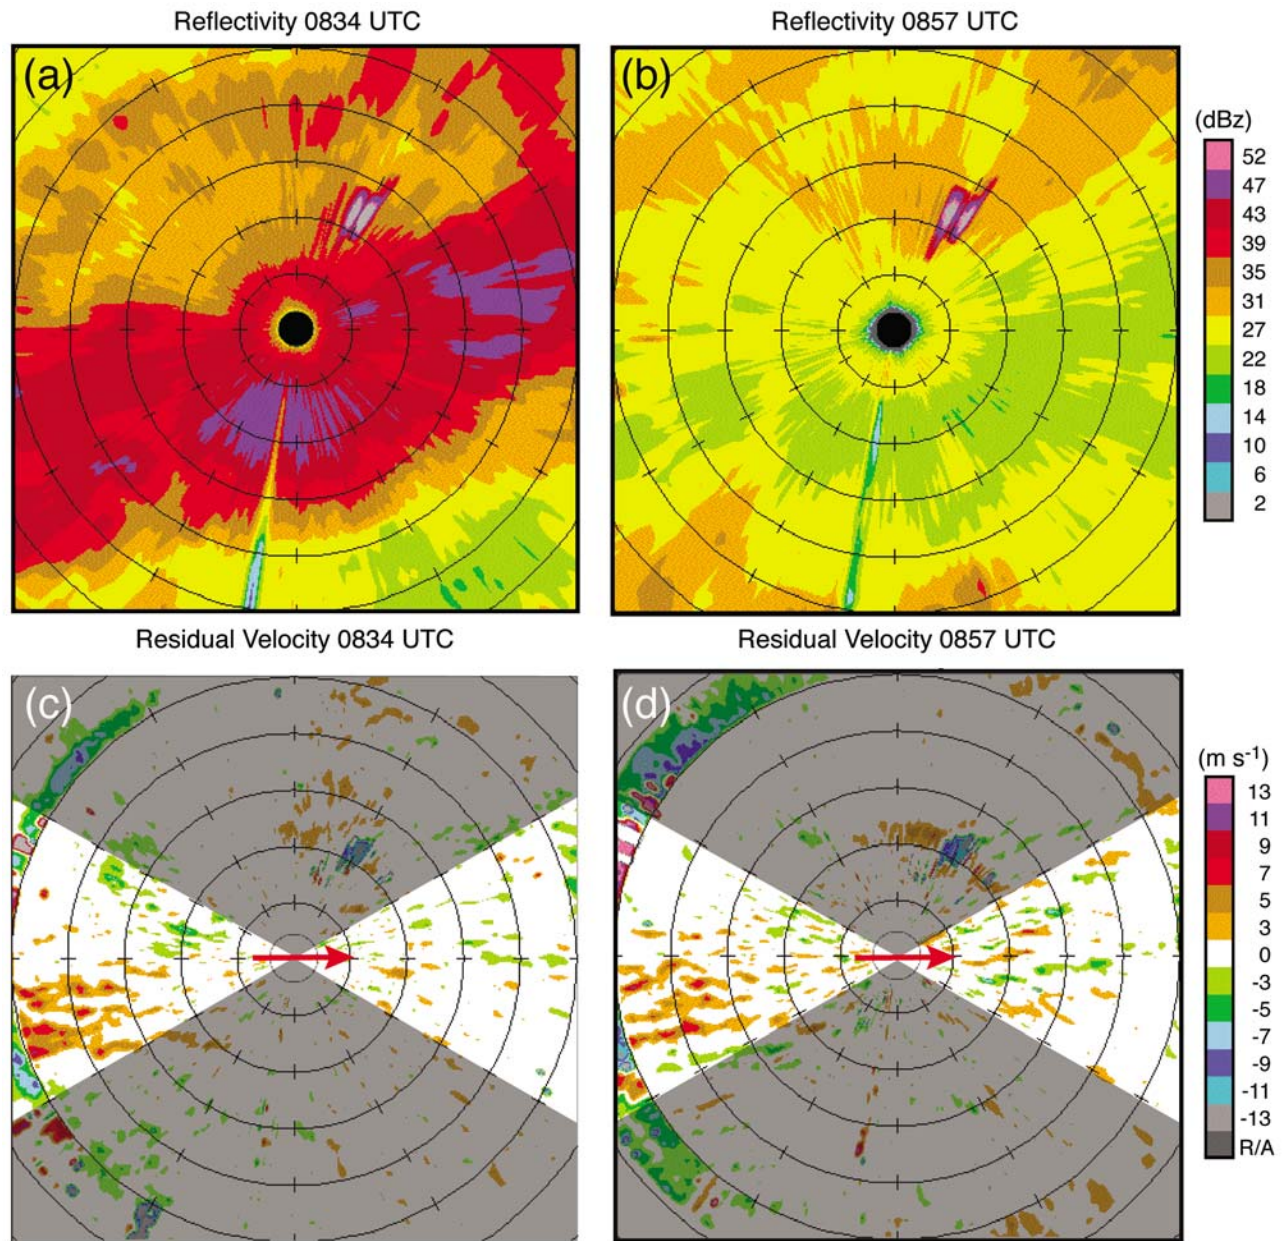 Reflectivity 0834 UTC
Reflectivity 0857 UTC
(a)
(b)
(dBz)
52
47
43
39
35
31
27
22
18
14
10
6
2
Residual Velocity 0834 UTC
Residual Velocity 0857 UTC
(c)
(d)
(m s-1)
13
11
9
7
5
3
0
-3
-5
-7
-9
-11
-13
R/A